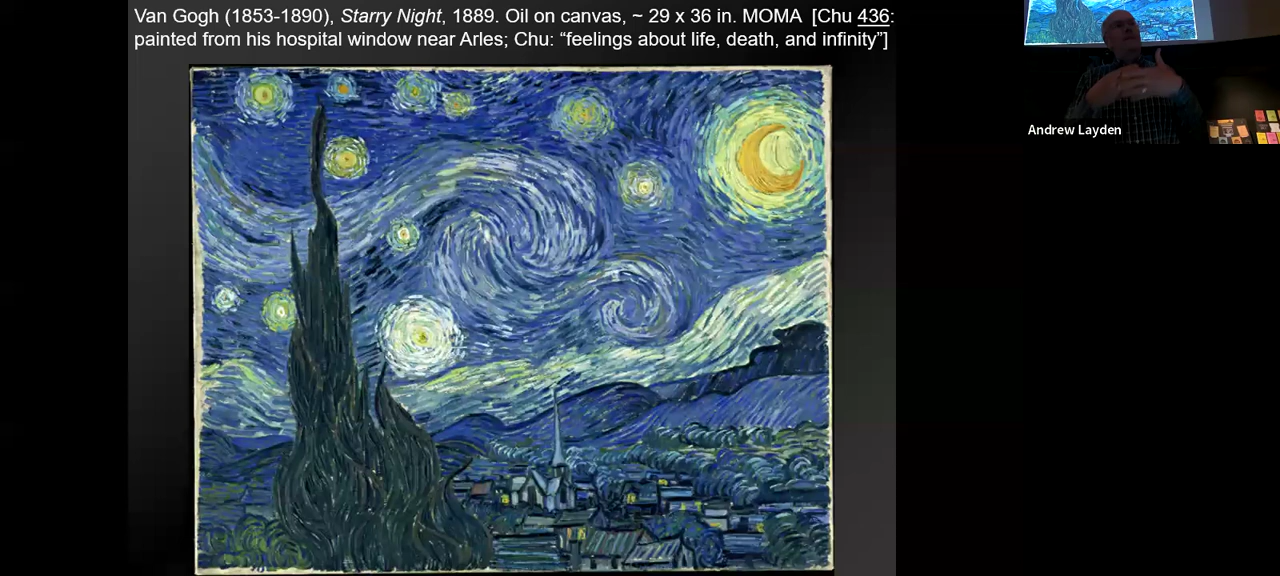 Van Gogh (1853-1890), Starry Night, 1889. Oil on canvas, ~ 29 x 36 in. MOMA [Chu 436:
painted from his hospital window near Arles; Chu: “feelings about life, death, and infinity”]
Andrew Layden